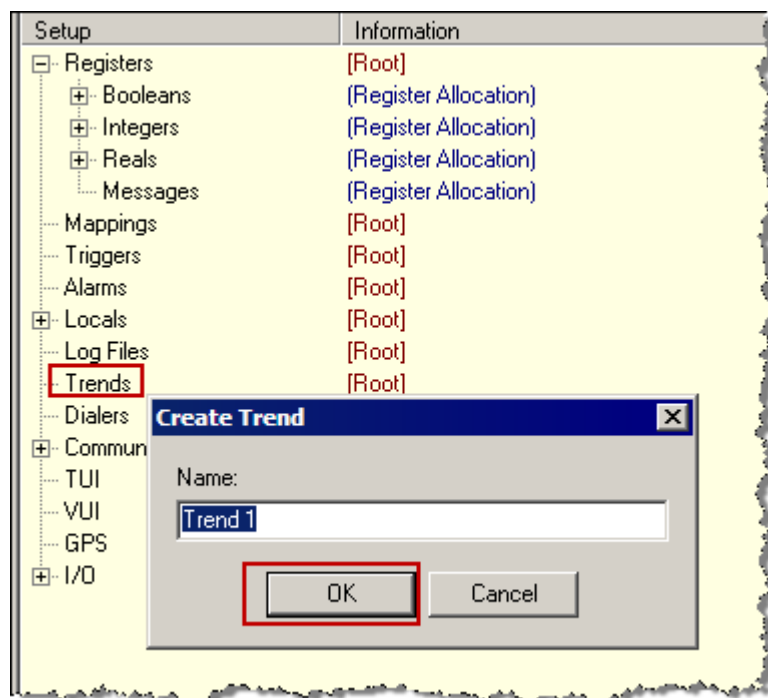 Setup Information
Registers [Root]
Booleans (Register Allocation)
Integers (Register Allocation)
Reals (Register Allocation)
Messages (Register Allocation)
Mappings [Root]
Triggers [Root]
Alarms [Root]
Locals [Root]
Log Files [Root]
Trends [Root]
Dialers
Commun
TUI
VUI
GPS
I/O
Create Trend
Name:
Trend 1
OK Cancel